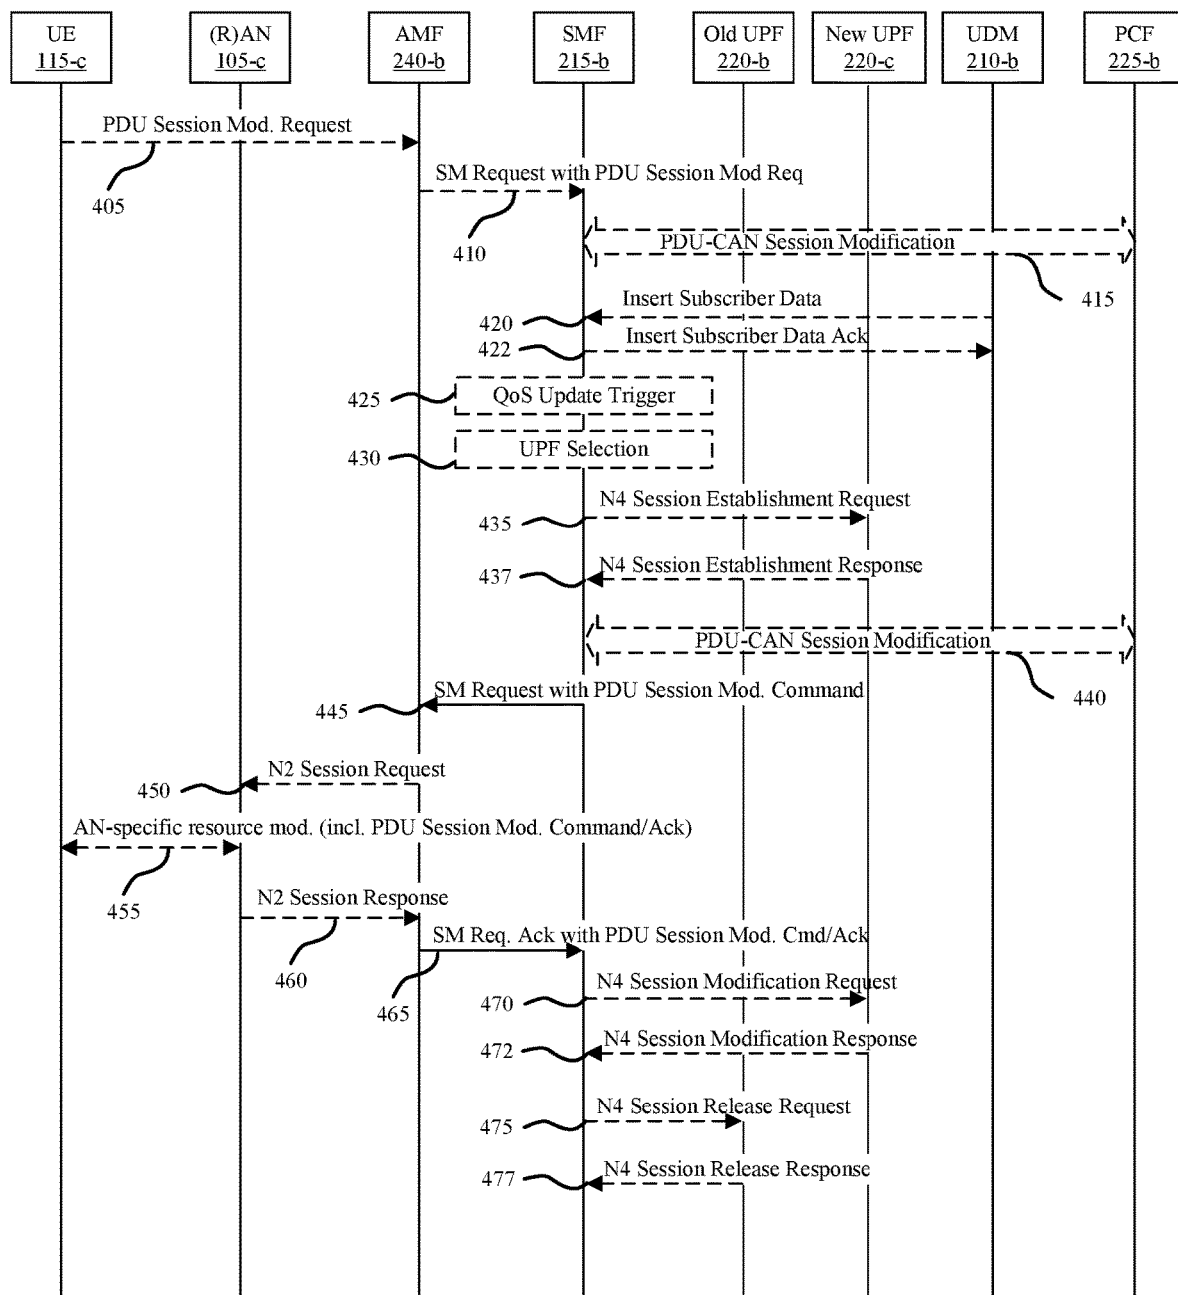 UE
115-c
(R)AN
105-c
AMF
240-b
SMF
215-b
Old UPF
220-b
New UPF
220-c
UDM
210-b
PCF
225-b
PDU Session Mod. Request
405
SM Request with PDU Session Mod Req
410
PDU-CAN Session Modification
415
Insert Subscriber Data
420
Insert Subscriber Data Ack
422
QoS Update Trigger
425
UPF Selection
430
N4 Session Establishment Request
435
N4 Session Establishment Response
437
PDU-CAN Session Modification
440
SM Request with PDU Session Mod. Command
445
N2 Session Request
450
AN-specific resource mod. (incl. PDU Session Mod. Command/Ack)
455
N2 Session Response
460
SM Req. Ack with PDU Session Mod. Cmd/Ack
465
N4 Session Modification Request
470
N4 Session Modification Response
472
N4 Session Release Request
475
N4 Session Release Response
477